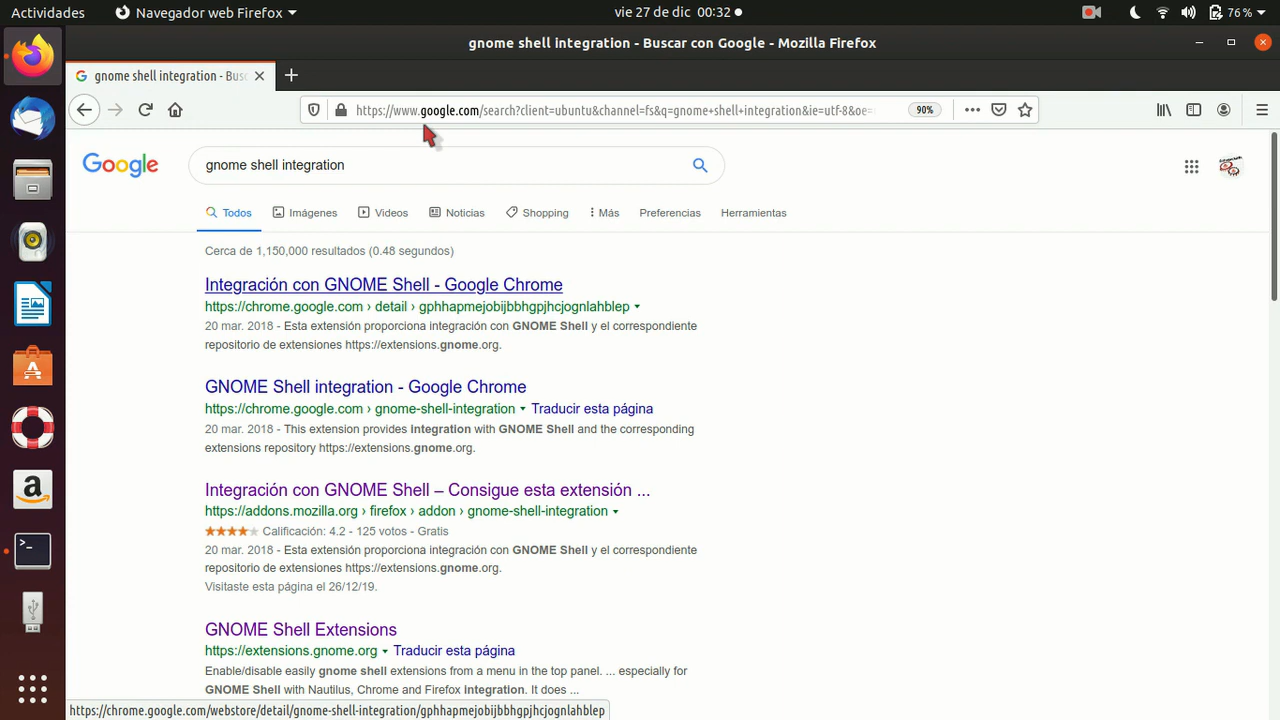 Actividades Navegador web Firefox vie 27 de dic 00:32 76 %
gnome shell integration - Buscar con Google - Mozilla Firefox
gnome shell integration - Bus
https://www.google.com/search?client=ubuntu&channel=fs&q=gnome+shell+integration&ie=utf-8&oe= 90%
Google gnome shell integration
Todos Imágenes Videos Noticias Shopping Más Preferencias Herramientas
Cerca de 1,150,000 resultados (0.48 segundos)
Integración con GNOME Shell - Google Chrome
https://chrome.google.com › detail › gphhapmejobijbbhgpjhcjognlahblep
20 mar. 2018 - Esta extensión proporciona integración con GNOME Shell y el correspondiente
repositorio de extensiones https://extensions.gnome.org.
GNOME Shell integration - Google Chrome
https://chrome.google.com › gnome-shell-integration Traducir esta página
20 mar. 2018 - This extension provides integration with GNOME Shell and the corresponding
extensions repository https://extensions.gnome.org.
Integración con GNOME Shell – Consigue esta extensión ...
https://addons.mozilla.org › firefox › addon › gnome-shell-integration
Calificación: 4.2 - 125 votos - Gratis
20 mar. 2018 - Esta extensión proporciona integración con GNOME Shell y el correspondiente
repositorio de extensiones https://extensions.gnome.org.
Visitaste esta página el 26/12/19.
GNOME Shell Extensions
https://extensions.gnome.org Traducir esta página
Enable/disable easily gnome shell extensions from a menu in the top panel. ... especially for
GNOME Shell with Nautilus, Chrome and Firefox integration. It does ...
https://chrome.google.com/webstore/detail/gnome-shell-integration/gphhapmejobijbbhgpjhcjognlahblep